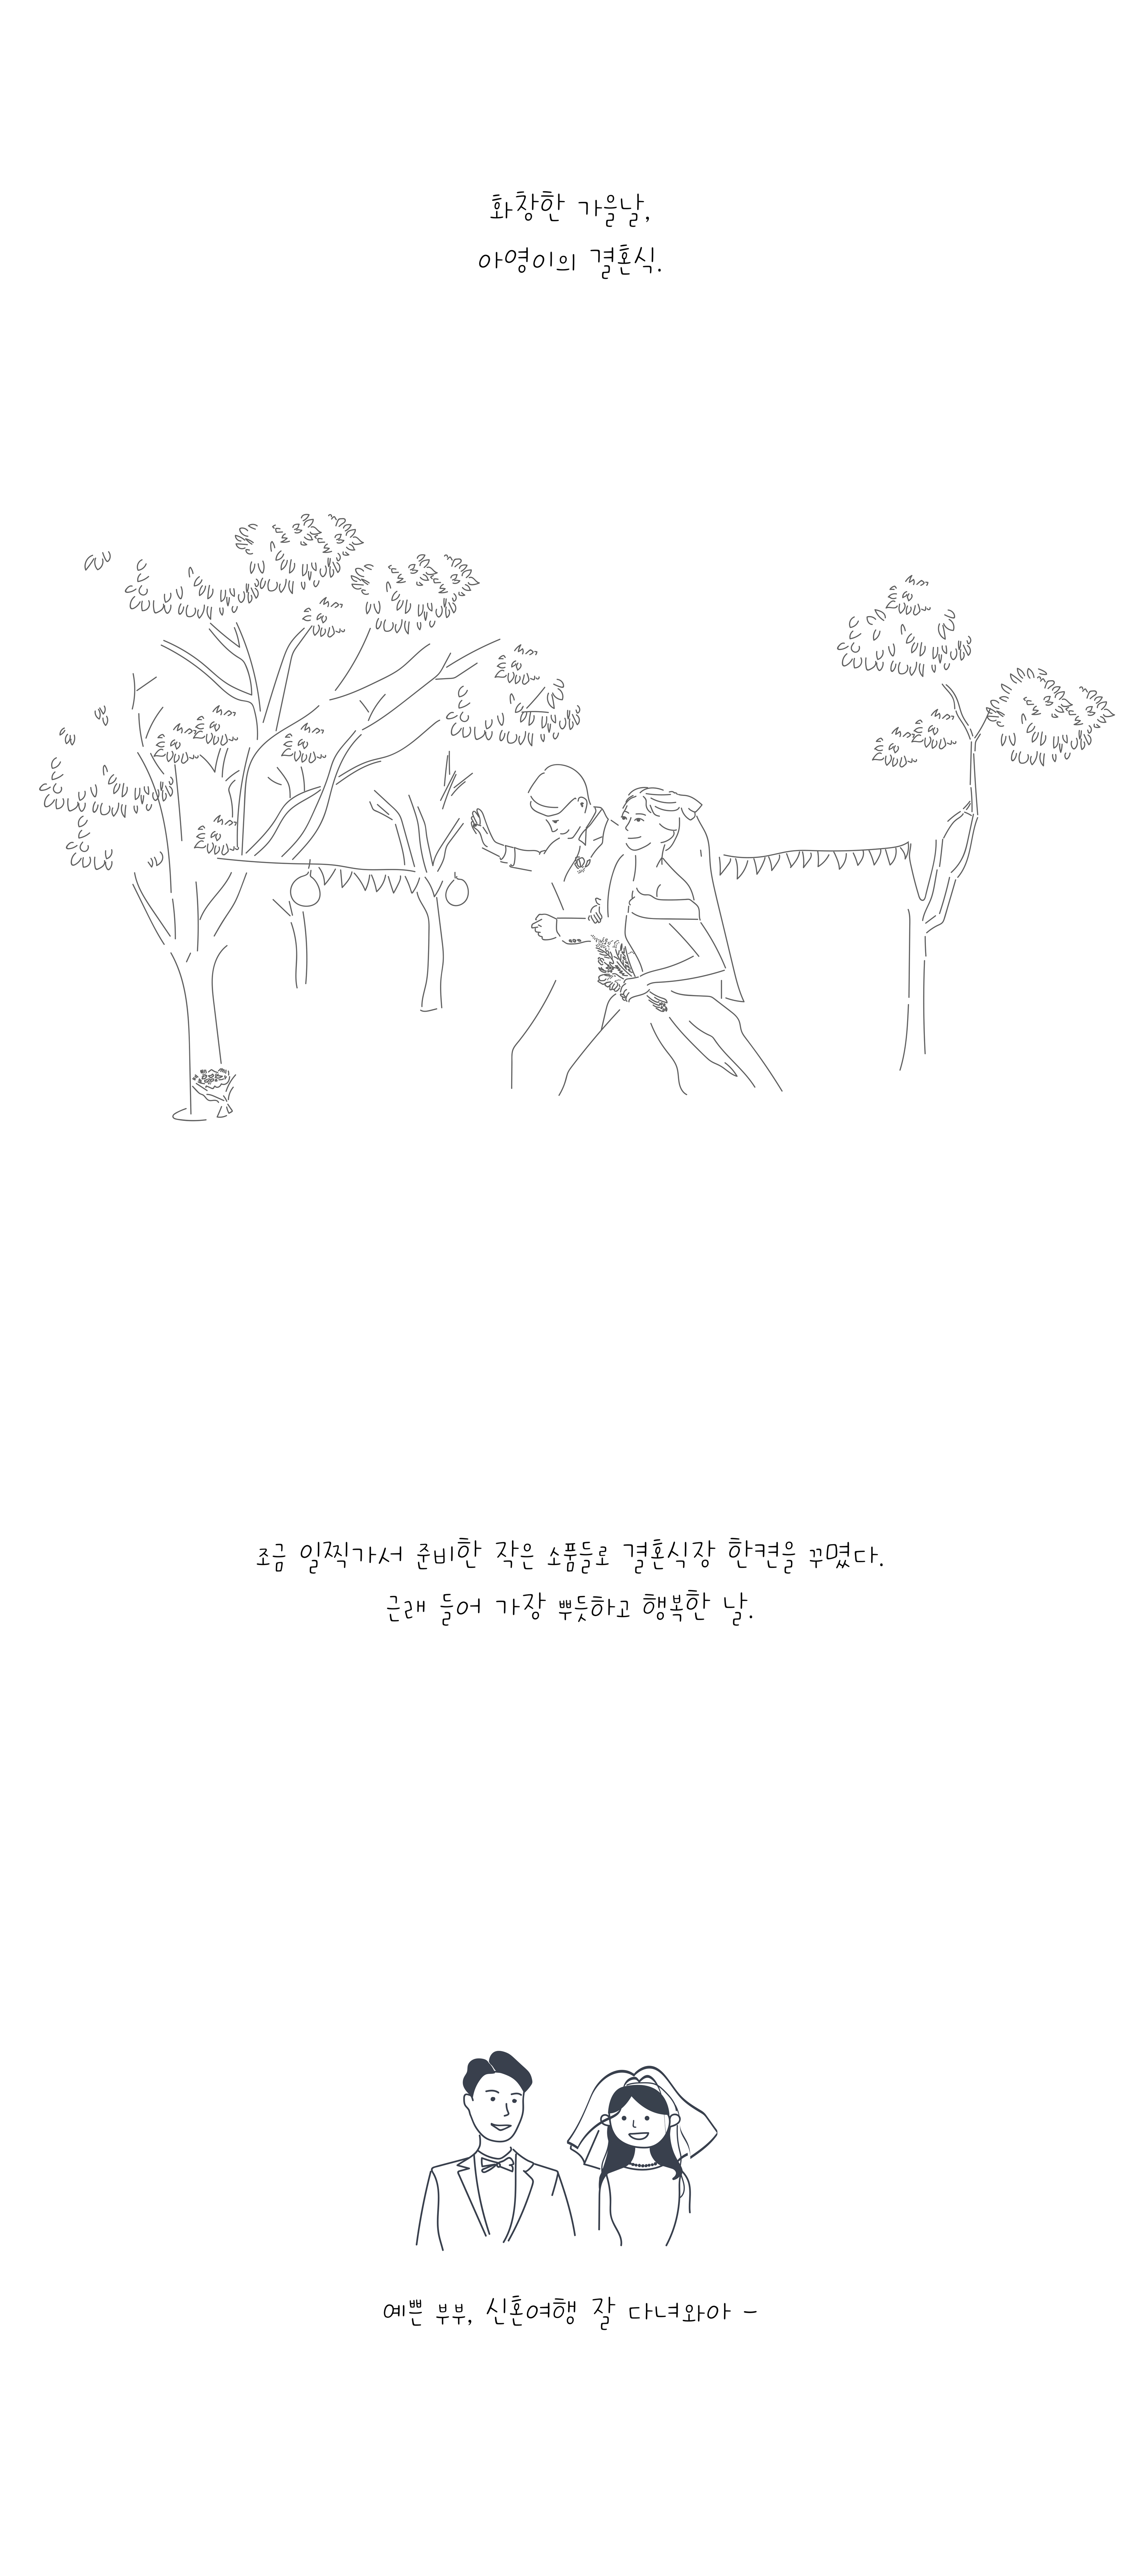 화창한 가을날,
아영이의 결혼식.
조금 일찍가서 준비한 작은 소품들로 결혼식장 한켠을 꾸몄다.
근래 들어 가장 뿌듯하고 행복한 날.
예쁜 부부, 신혼여행 잘 다녀와아 -